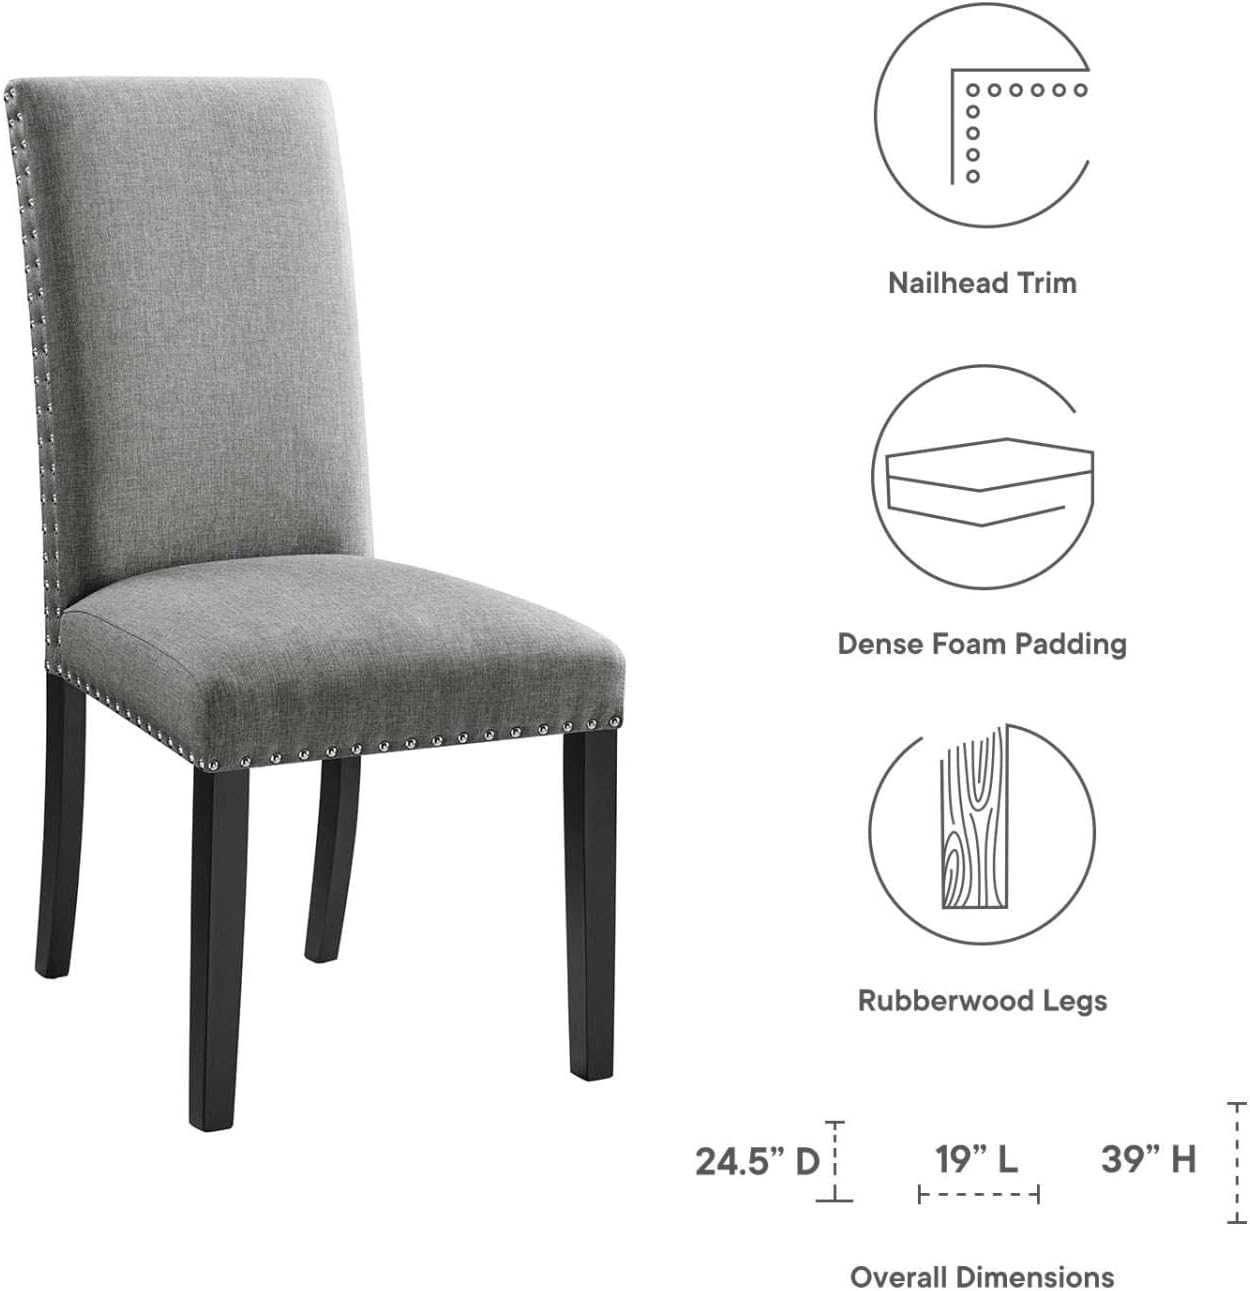 Nailhead Trim
Dense Foam Padding
Rubberwood Legs
24.5” D
19” L
39” H
Overall Dimensions